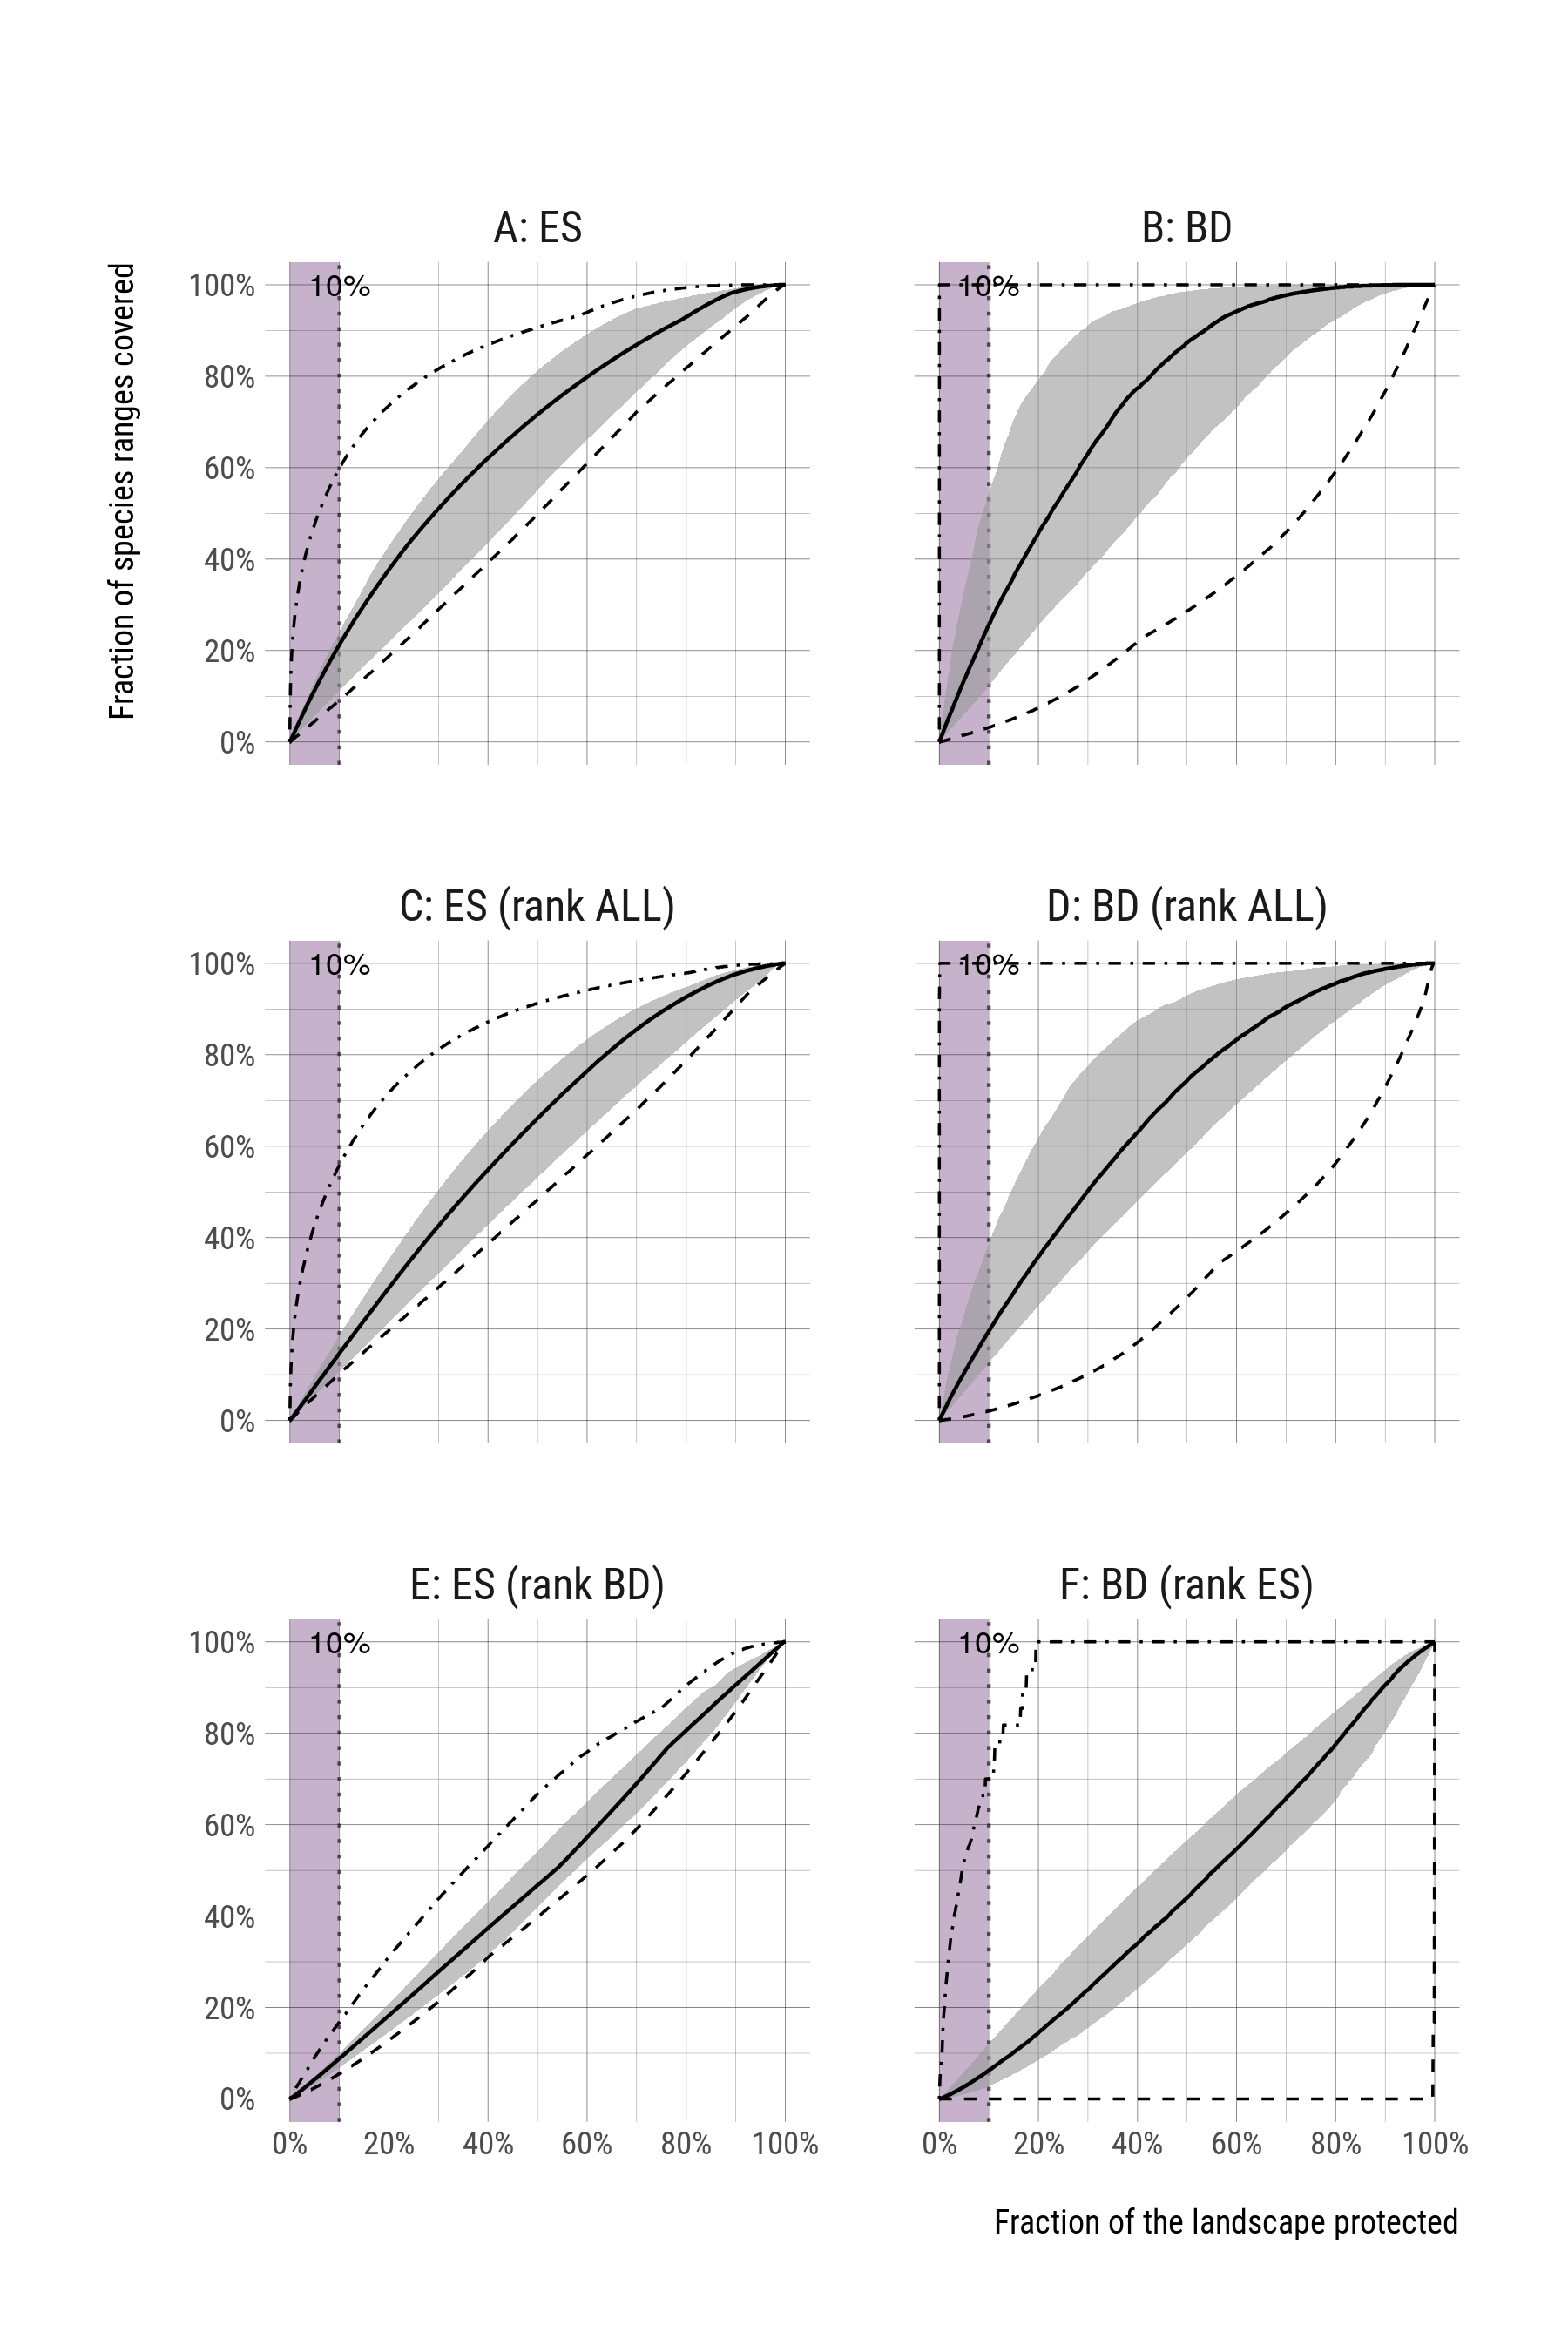 A: ES
B: BD
Fraction of species ranges covered
100%
80%
60%
40%
20%
0%
10%
10%
C: ES (rank ALL)
D: BD (rank ALL)
100%
80%
60%
40%
20%
0%
10%
10%
E: ES (rank BD)
F: BD (rank ES)
100%
80%
60%
40%
20%
0%
10%
10%
0% 20% 40% 60% 80% 100%
0% 20% 40% 60% 80% 100%
Fraction of the landscape protected